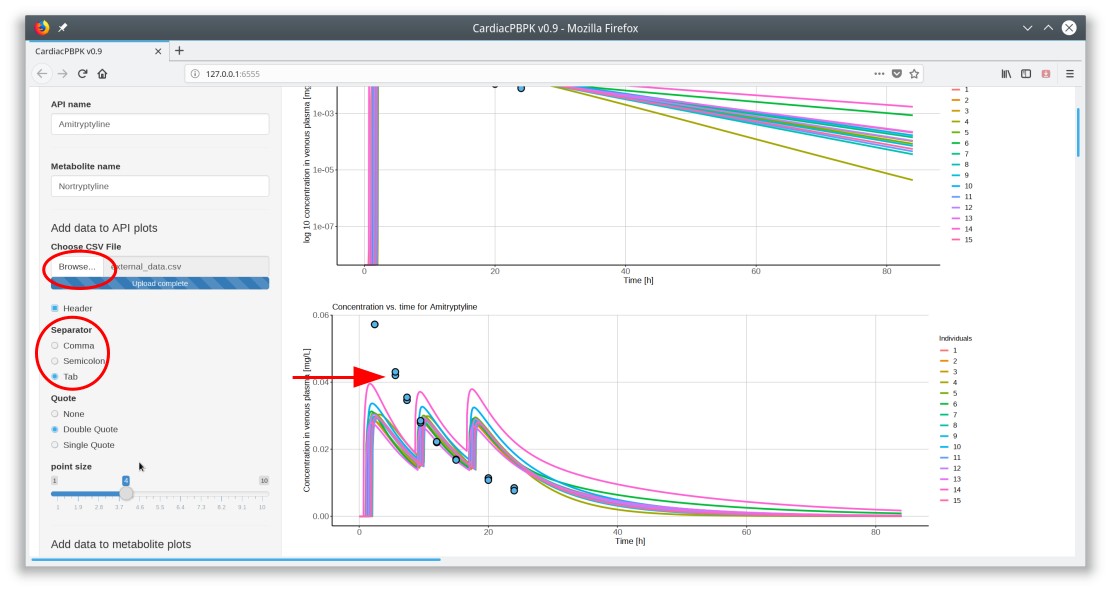 CardiacPBPK v0.9 - Mozilla Firefox
CardiacPBPK v0.9
127.0.0.1:6555
API name
Amitryptyline
Metabolite name
Nortryptyline
Add data to API plots
Choose CSV File
Browse... external_data.csv
Upload complete
Header
Separator
Comma
Semicolon
Tab
Quote
None
Double Quote
Single Quote
point size
1 4 10
1 1.9 2.8 3.7 4.6 5.5 6.4 7.3 8.2 9.1 10
Add data to metabolite plots
log 10 concentration in venous plasma
1e-03
1e-05
1e-07
0 20 40 60 80
Time [h]
1
2
3
4
5
6
7
8
9
10
11
12
13
14
15
Concentration vs. time for Amitryptyline
Concentration in venous plasma [mg/L]
0.06
0.04
0.02
0.00
0 20 40 60 80
Time [h]
Individuals
1
2
3
4
5
6
7
8
9
10
11
12
13
14
15